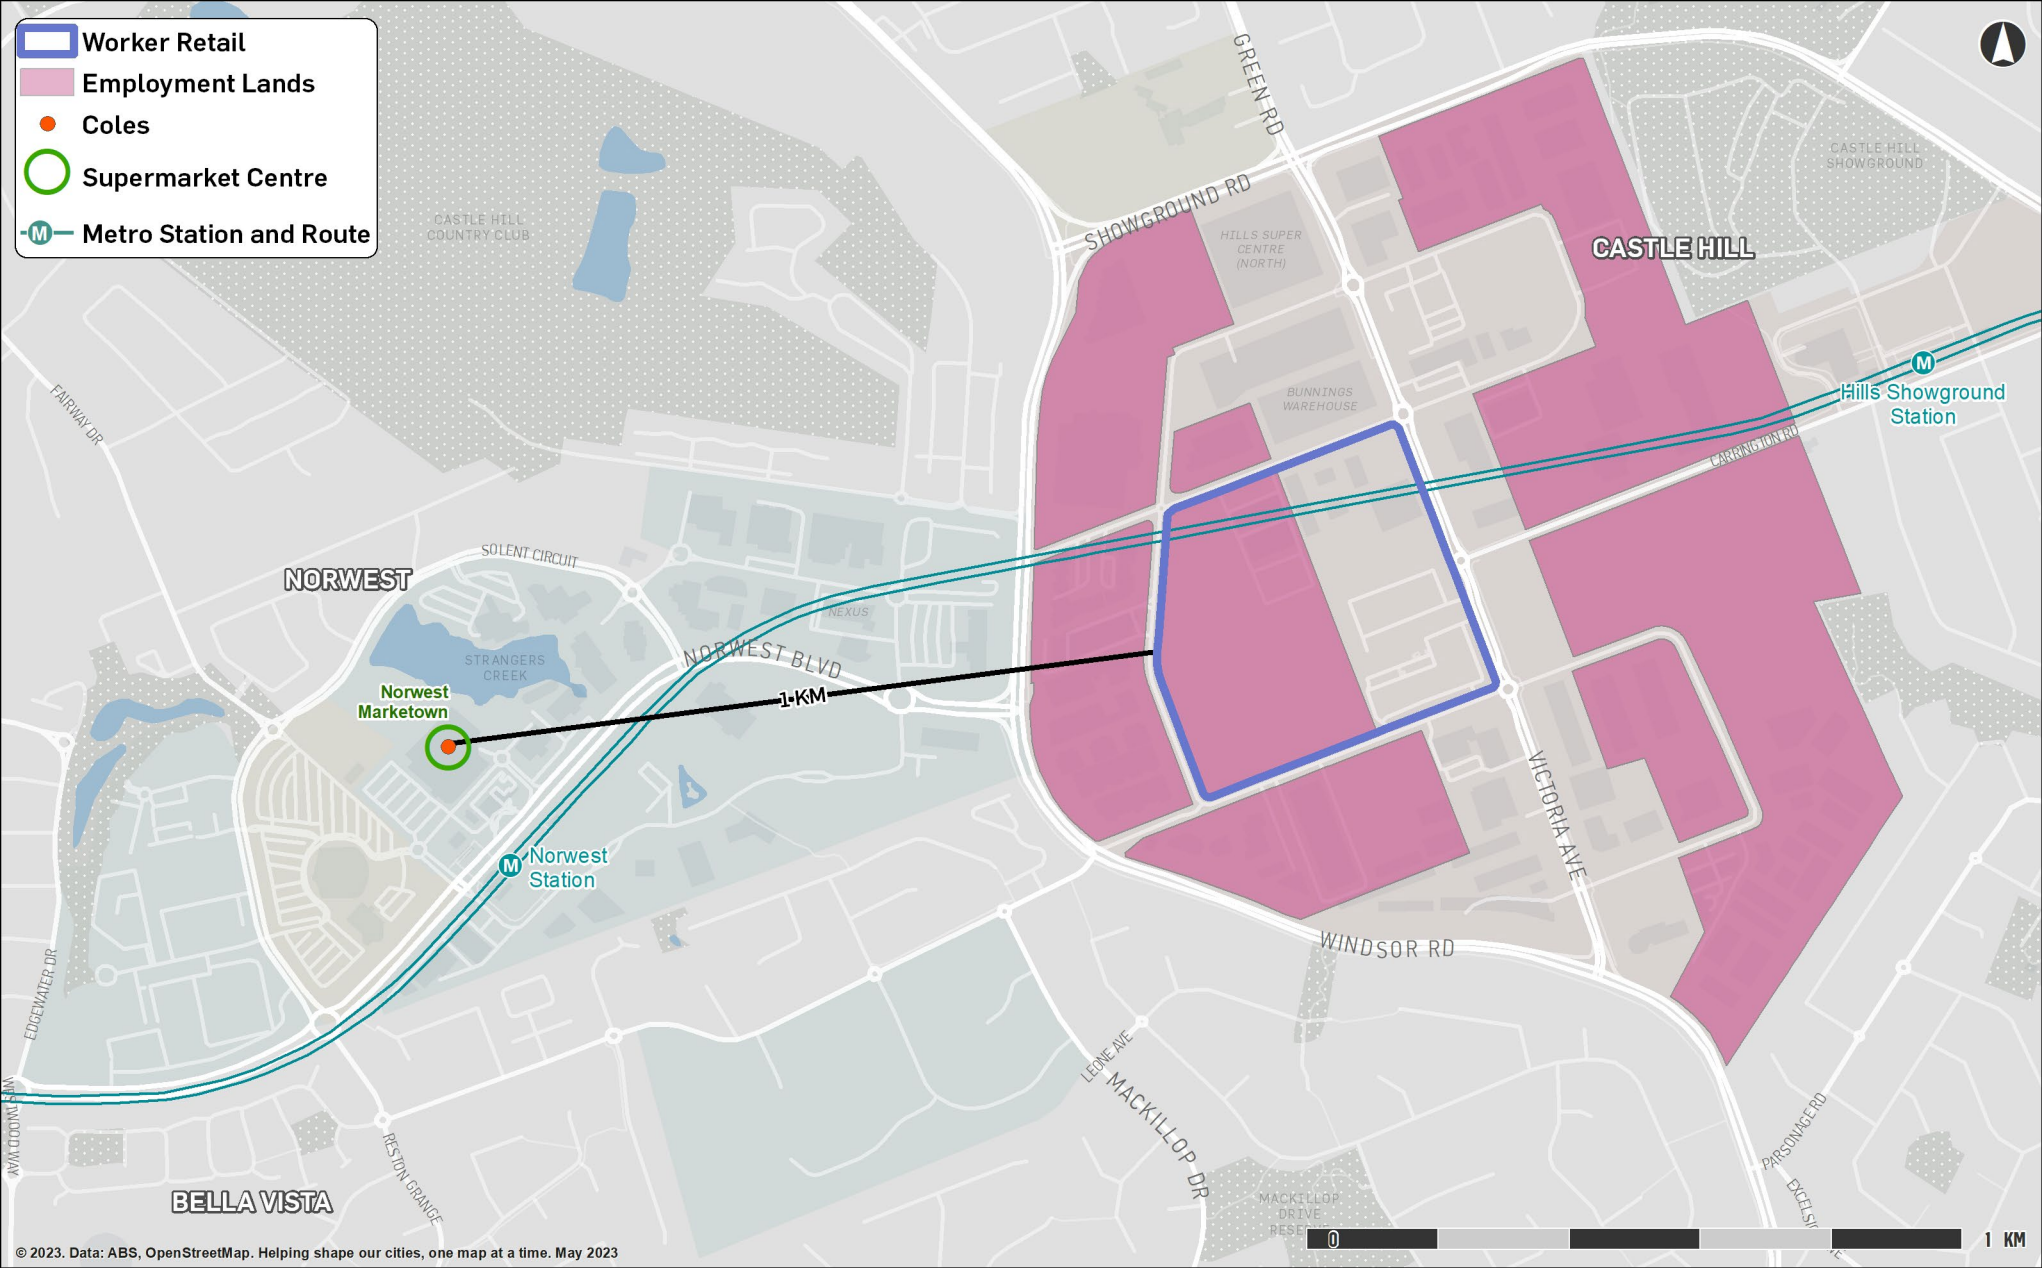 Worker Retail
Employment Lands
Coles
Supermarket Centre
M
Metro Station and Route
GREEN RD
SHOWGROUND RD
CASTLE HILL
COUNTRY CLUB
HILLS SUPER
CENTRE
(NORTH)
CASTLE HILL
SHOWGROUND
CASTLE HILL
M
Hills Showground
Station
BUNNINGS
WAREHOUSE
CARRINGTON RD
FAIRWAY DR
SOLENT CIRCUIT
NORWEST
NEXUS
STRANGERS
CREEK
NORWEST BLVD
Norwest
Marketown
1 KM
M
Norwest
Station
VICTORIA AVE
WINDSOR RD
EDGEWATER DR
LEONE AVE
MACKILLOP DR
WESTWOOD WAY
RESTON GRANGE
PARSONAGE RD
BELLA VISTA
MACKILLOP
DRIVE
RESERVE
0
1 KM
© 2023. Data: ABS, OpenStreetMap. Helping shape our cities, one map at a time. May 2023